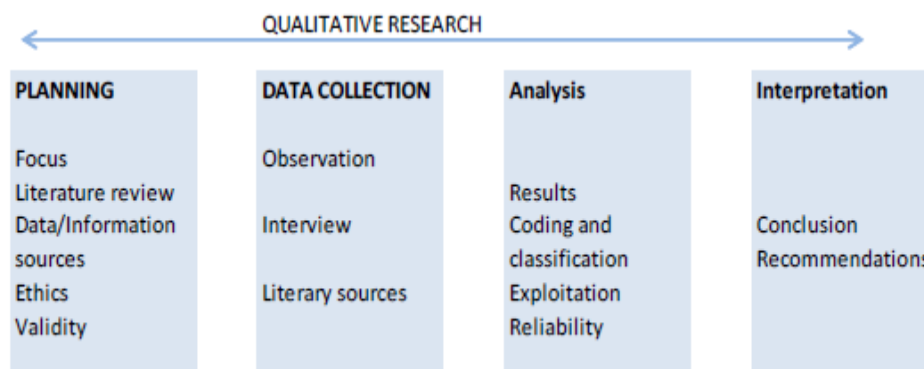 QUALITATIVE RESEARCH
PLANNING
Focus
Literature review
Data/Information
sources
Ethics
Validity
DATA COLLECTION
Observation
Interview
Literary sources
Analysis
Results
Coding and
classification
Exploitation
Reliability
Interpretation
Conclusion
Recommendations